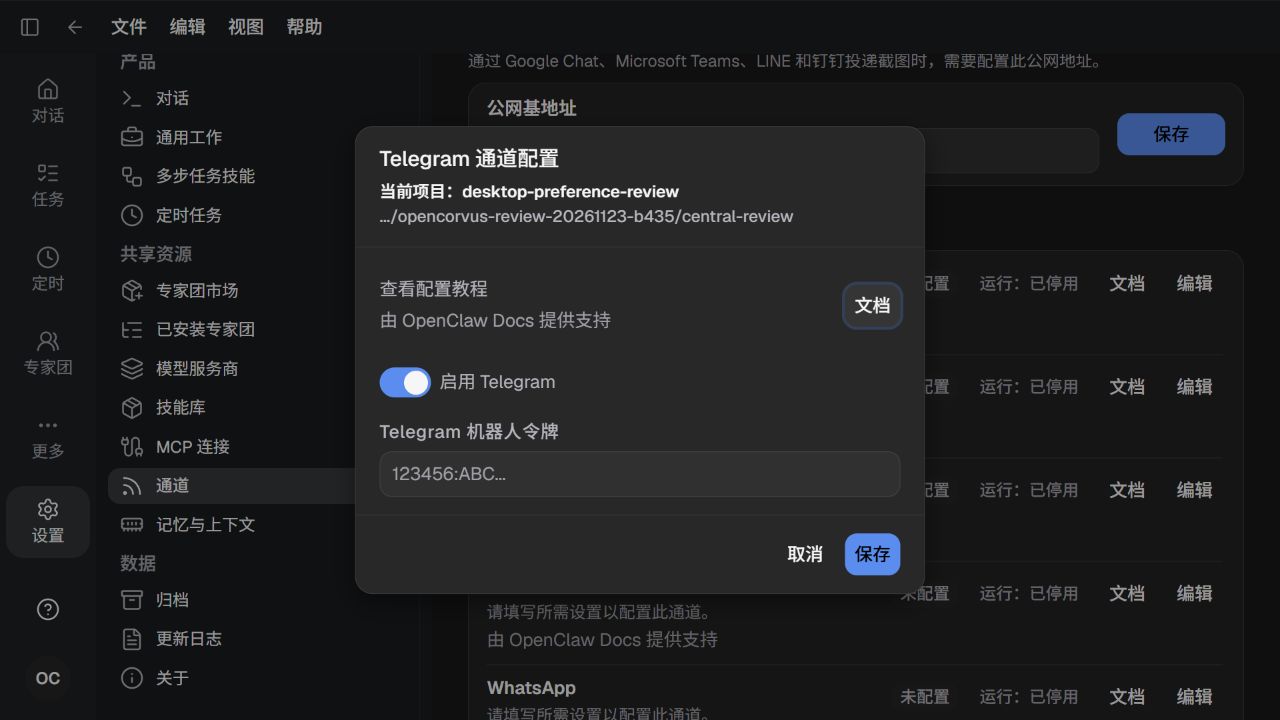 文件 编辑 视图 帮助
对话
任务
定时
专家团
更多
设置
OC
产品
对话
通用工作
多步任务技能
定时任务
共享资源
专家团市场
已安装专家团
模型服务商
技能库
MCP 连接
通道
记忆与上下文
数据
归档
更新日志
关于
通过 Google Chat、Microsoft Teams、LINE 和钉钉投递截图时，需要配置此公网地址。
公网基地址
保存
Telegram 通道配置
当前项目：desktop-preference-review
.../opencorvus-review-20261123-b435/central-review
查看配置教程
由 OpenClaw Docs 提供支持
文档
启用 Telegram
Telegram 机器人令牌
123456:ABC...
取消 保存
配置 运行：已停用 文档 编辑
配置 运行：已停用 文档 编辑
配置 运行：已停用 文档 编辑
未配置 运行：已停用 文档 编辑
请填写所需设置以配置此通道。
由 OpenClaw Docs 提供支持
WhatsApp
未配置 运行：已停用 文档 编辑
请填写所需设置以配置此通道。